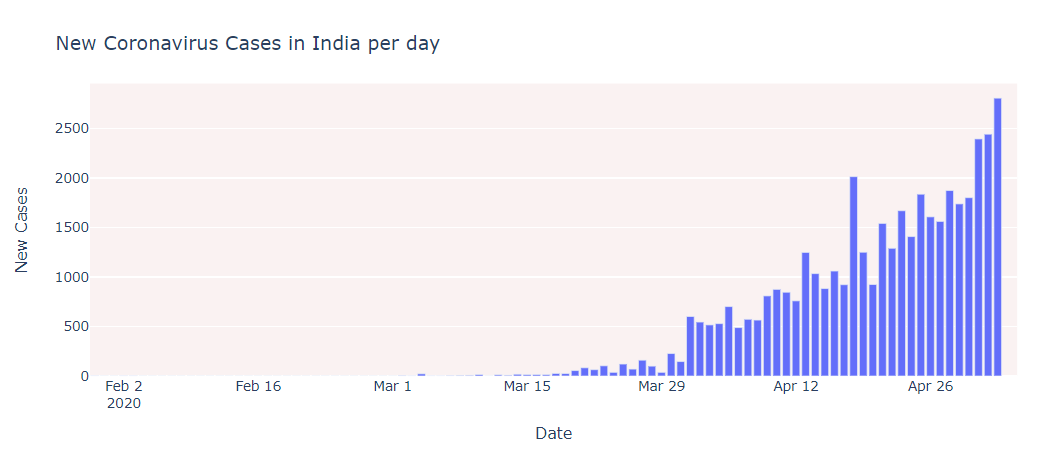 New Coronavirus Cases in India per day
2500
2000
1500
1000
500
0
New Cases
Feb 2
2020
Feb 16
Mar 1
Mar 15
Mar 29
Apr 12
Apr 26
Date